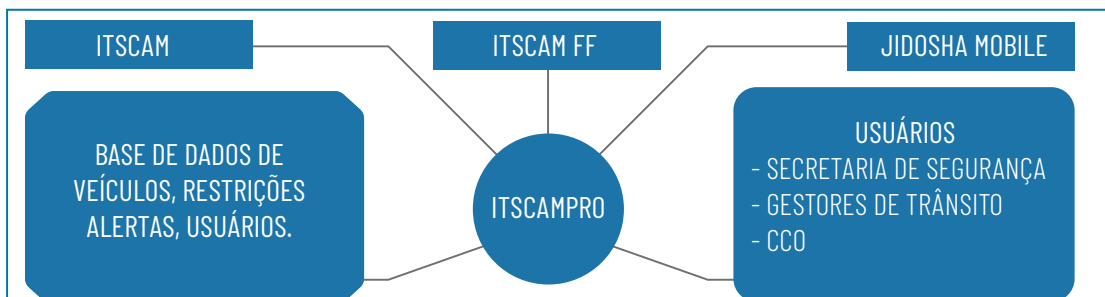 ITSCAM
ITSCAM FF
JIDOSHA MOBILE
BASE DE DADOS DE
VEÍCULOS, RESTRIÇÕES
ALERTAS, USUÁRIOS.
ITSCAMPRO
USUÁRIOS
- SECRETARIA DE SEGURANÇA
- GESTORES DE TRÂNSITO
- CCO